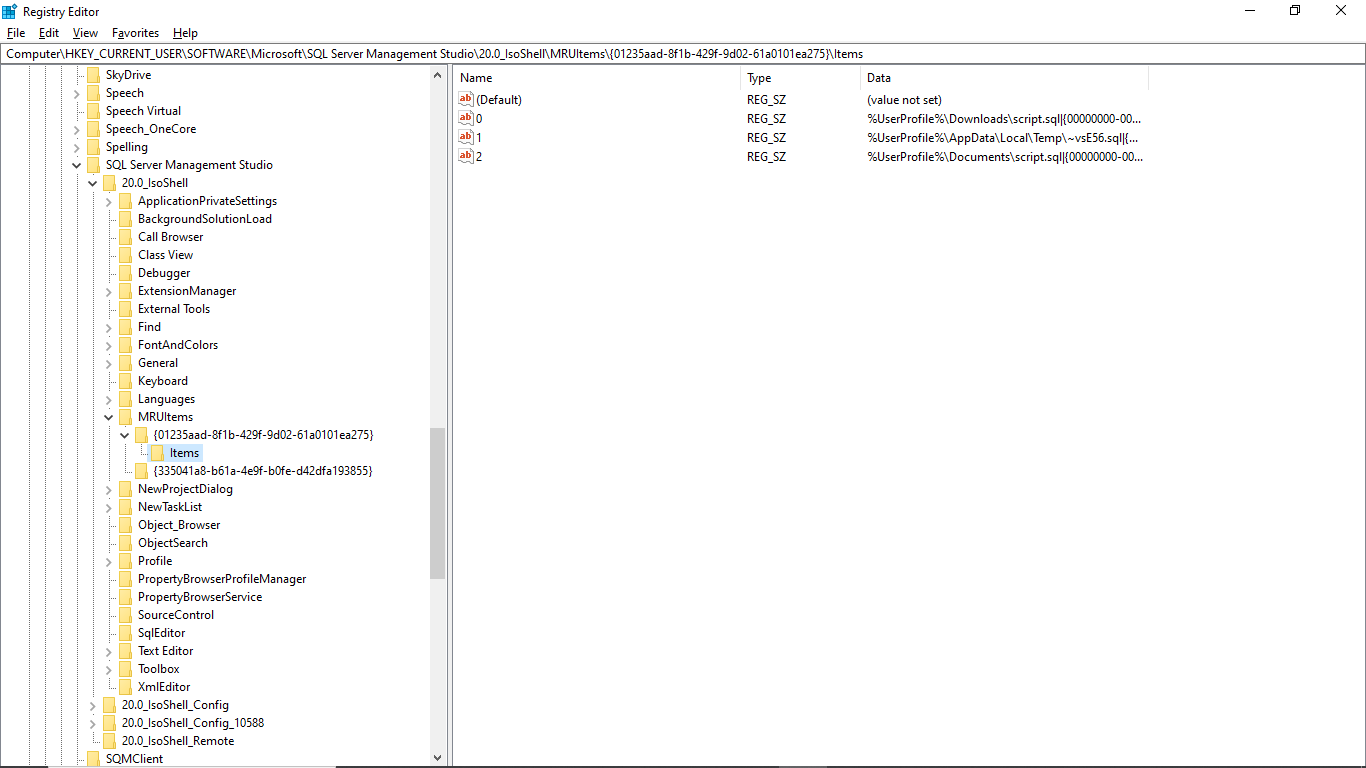 Registry Editor
File Edit View Favorites Help
Computer\HKEY_CURRENT_USER\SOFTWARE\Microsoft\SQL Server Management Studio\20.0_IsoShell\MRUItems\{01235aad-8f1b-429f-9d02-61a0101ea275}\Items
SkyDrive
Speech
Speech Virtual
Speech_OneCore
Spelling
SQL Server Management Studio
20.0_IsoShell
ApplicationPrivateSettings
BackgroundSolutionLoad
Call Browser
Class View
Debugger
ExtensionManager
External Tools
Find
FontAndColors
General
Keyboard
Languages
MRUItems
{01235aad-8f1b-429f-9d02-61a0101ea275}
Items
{335041a8-b61a-4e9f-b0fe-d42dfa193855}
NewProjectDialog
NewTaskList
Object_Browser
ObjectSearch
Profile
PropertyBrowserProfileManager
PropertyBrowserService
SourceControl
SqlEditor
Text Editor
Toolbox
XmlEditor
20.0_IsoShell_Config
20.0_IsoShell_Config_10588
20.0_IsoShell_Remote
SQMClient
Name Type Data
ab (Default) REG_SZ (value not set)
ab 0 REG_SZ %UserProfile%\Downloads\script.sql|{00000000-00...
ab 1 REG_SZ %UserProfile%\AppData\Local\Temp\~vsE56.sql|{...
ab 2 REG_SZ %UserProfile%\Documents\script.sql|{00000000-00...